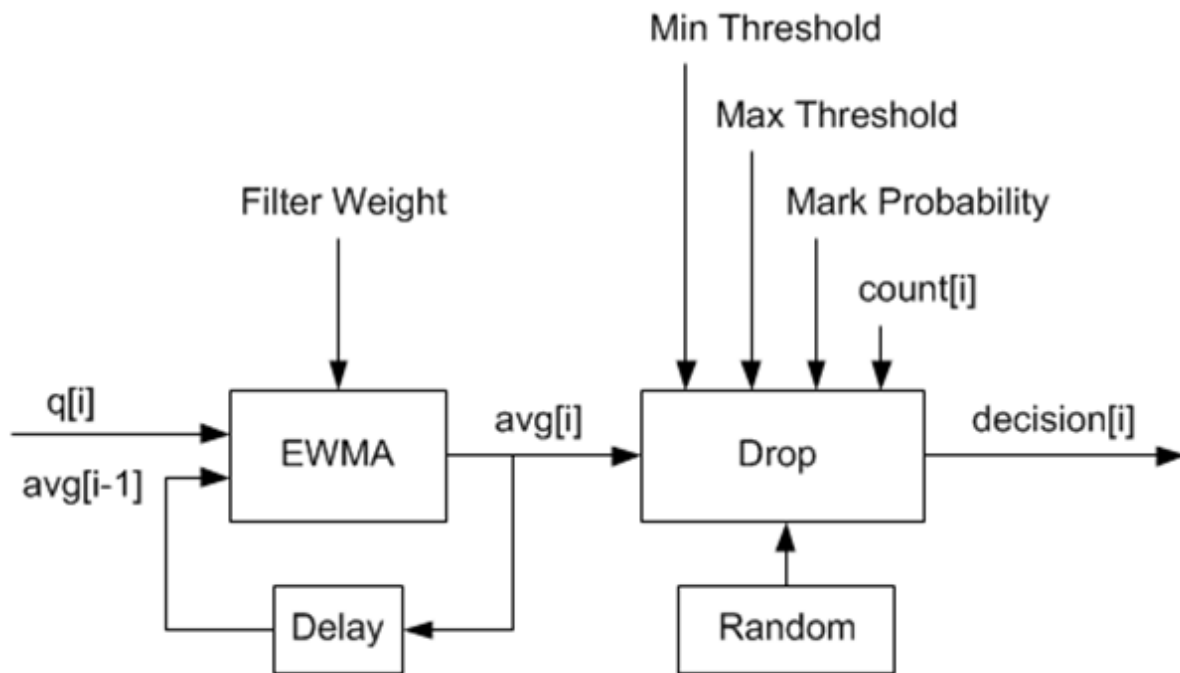 Min Threshold
Max Threshold
Filter Weight
Mark Probability
count[i]
q[i]
avg[i-1]
EWMA
avg[i]
Drop
decision[i]
Delay
Random